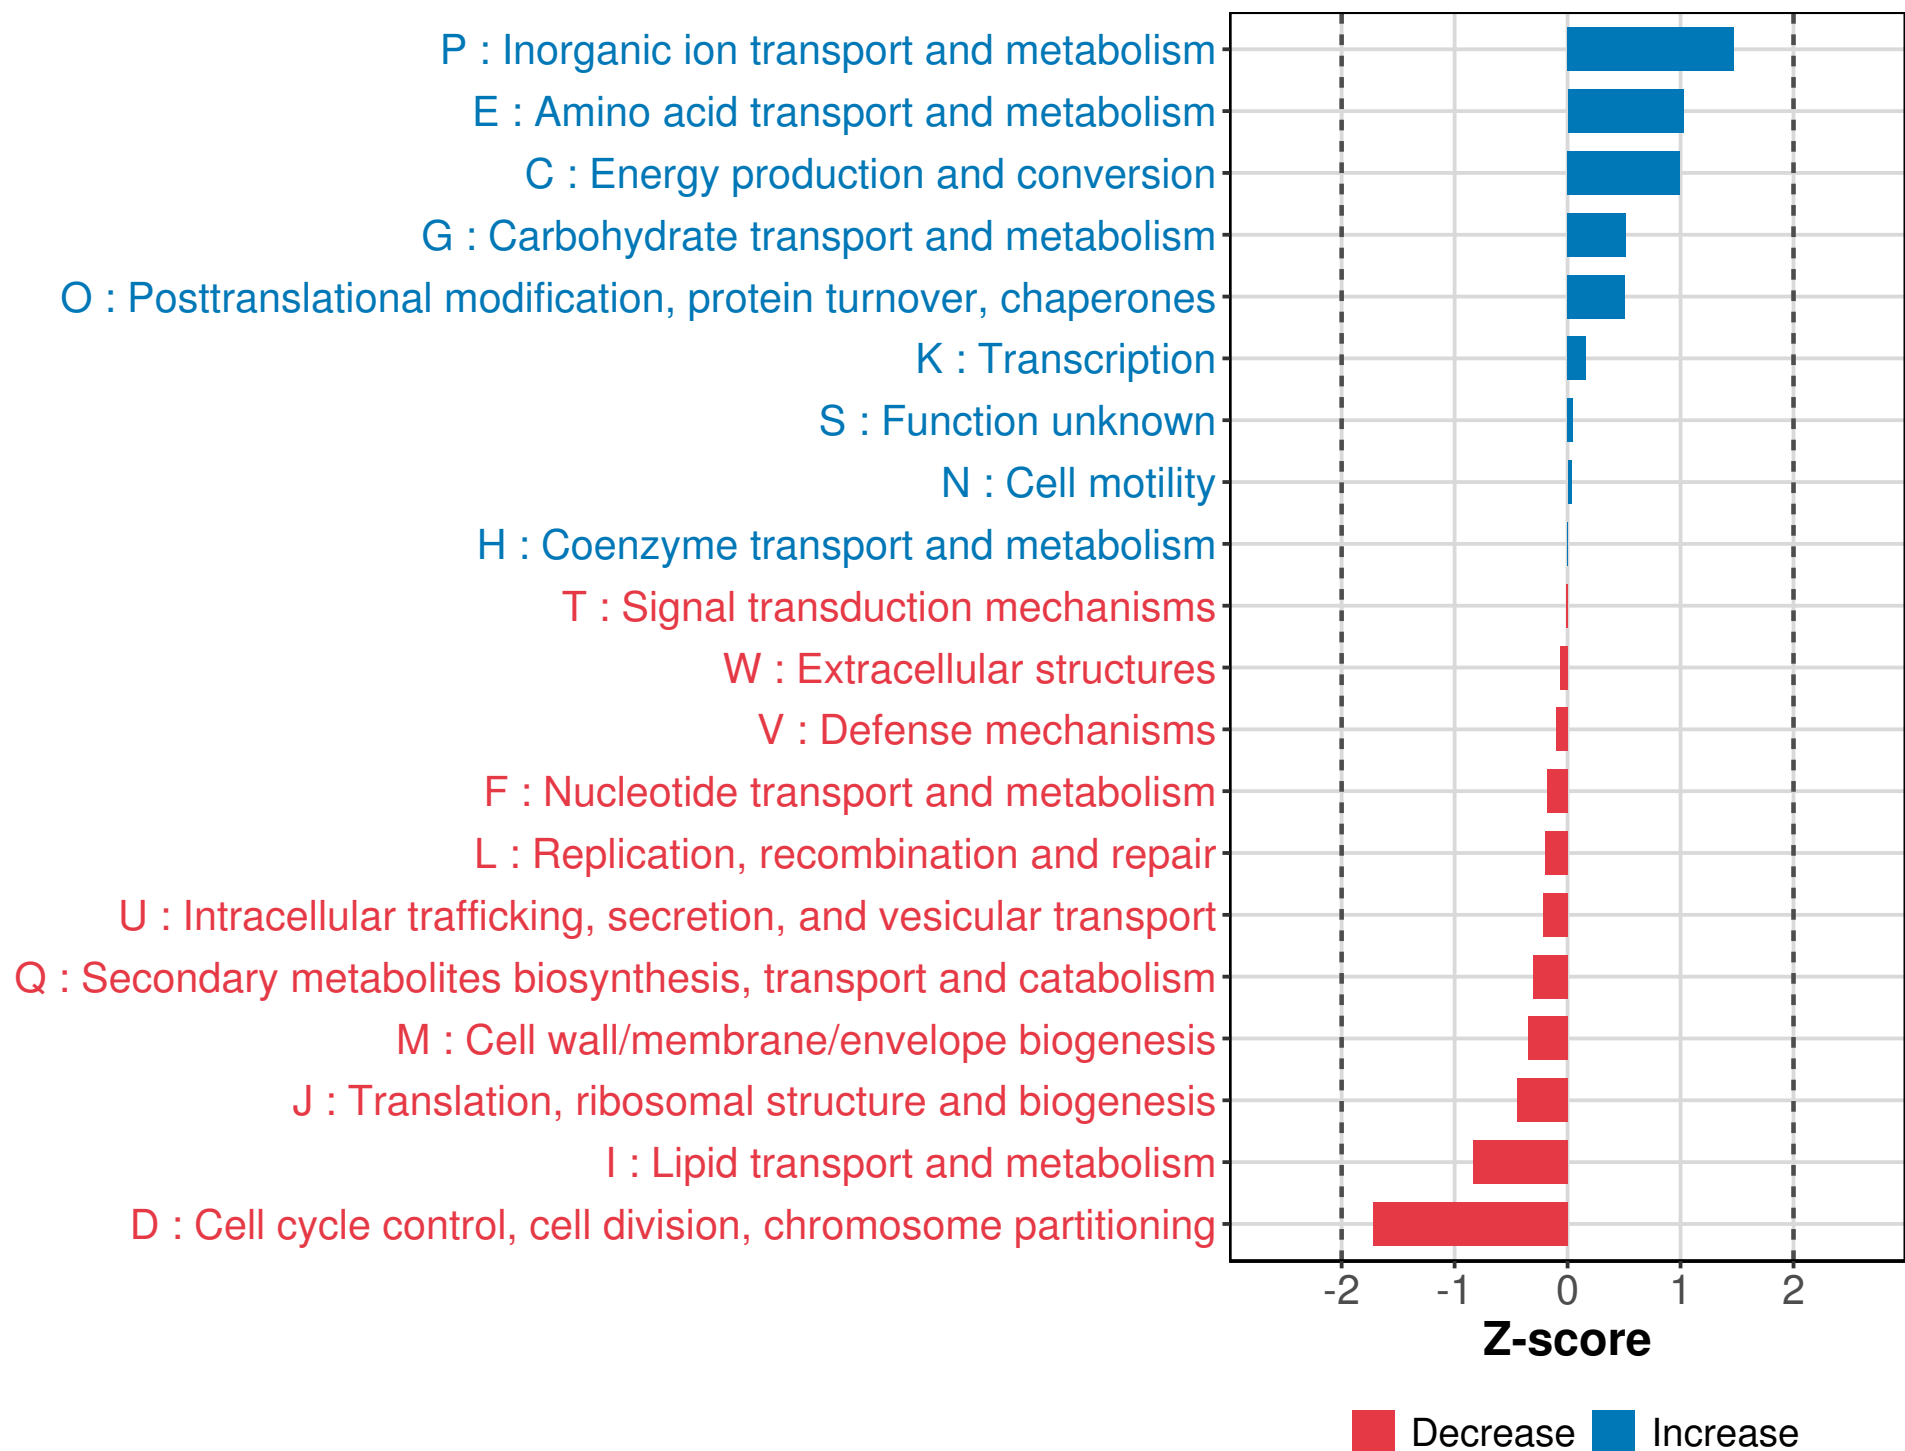 P : Inorganic ion transport and metabolism
E : Amino acid transport and metabolism
C : Energy production and conversion
G : Carbohydrate transport and metabolism
O : Posttranslational modification, protein turnover, chaperones
K : Transcription
S : Function unknown
N : Cell motility
H : Coenzyme transport and metabolism
T : Signal transduction mechanisms
W : Extracellular structures
V : Defense mechanisms
F : Nucleotide transport and metabolism
L : Replication, recombination and repair
U : Intracellular trafficking, secretion, and vesicular transport
Q : Secondary metabolites biosynthesis, transport and catabolism
M : Cell wall/membrane/envelope biogenesis
J : Translation, ribosomal structure and biogenesis
I : Lipid transport and metabolism
D : Cell cycle control, cell division, chromosome partitioning
-2 -1 0 1 2
Z-score
Decrease Increase